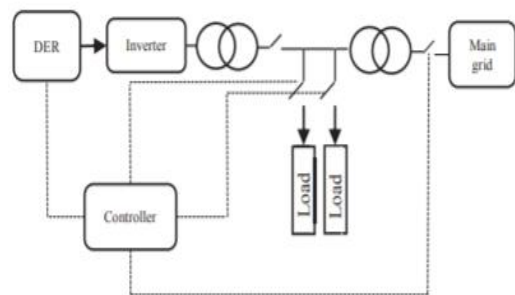 DER
Inverter
Main
grid
Load
Load
Controller